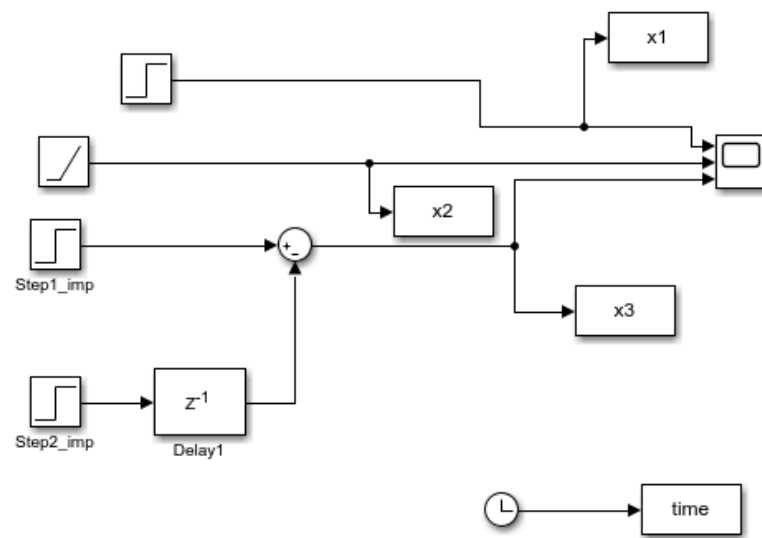 x1
x2
+
−
Step1_imp
x3
Z-1
Step2_imp
Delay1
time